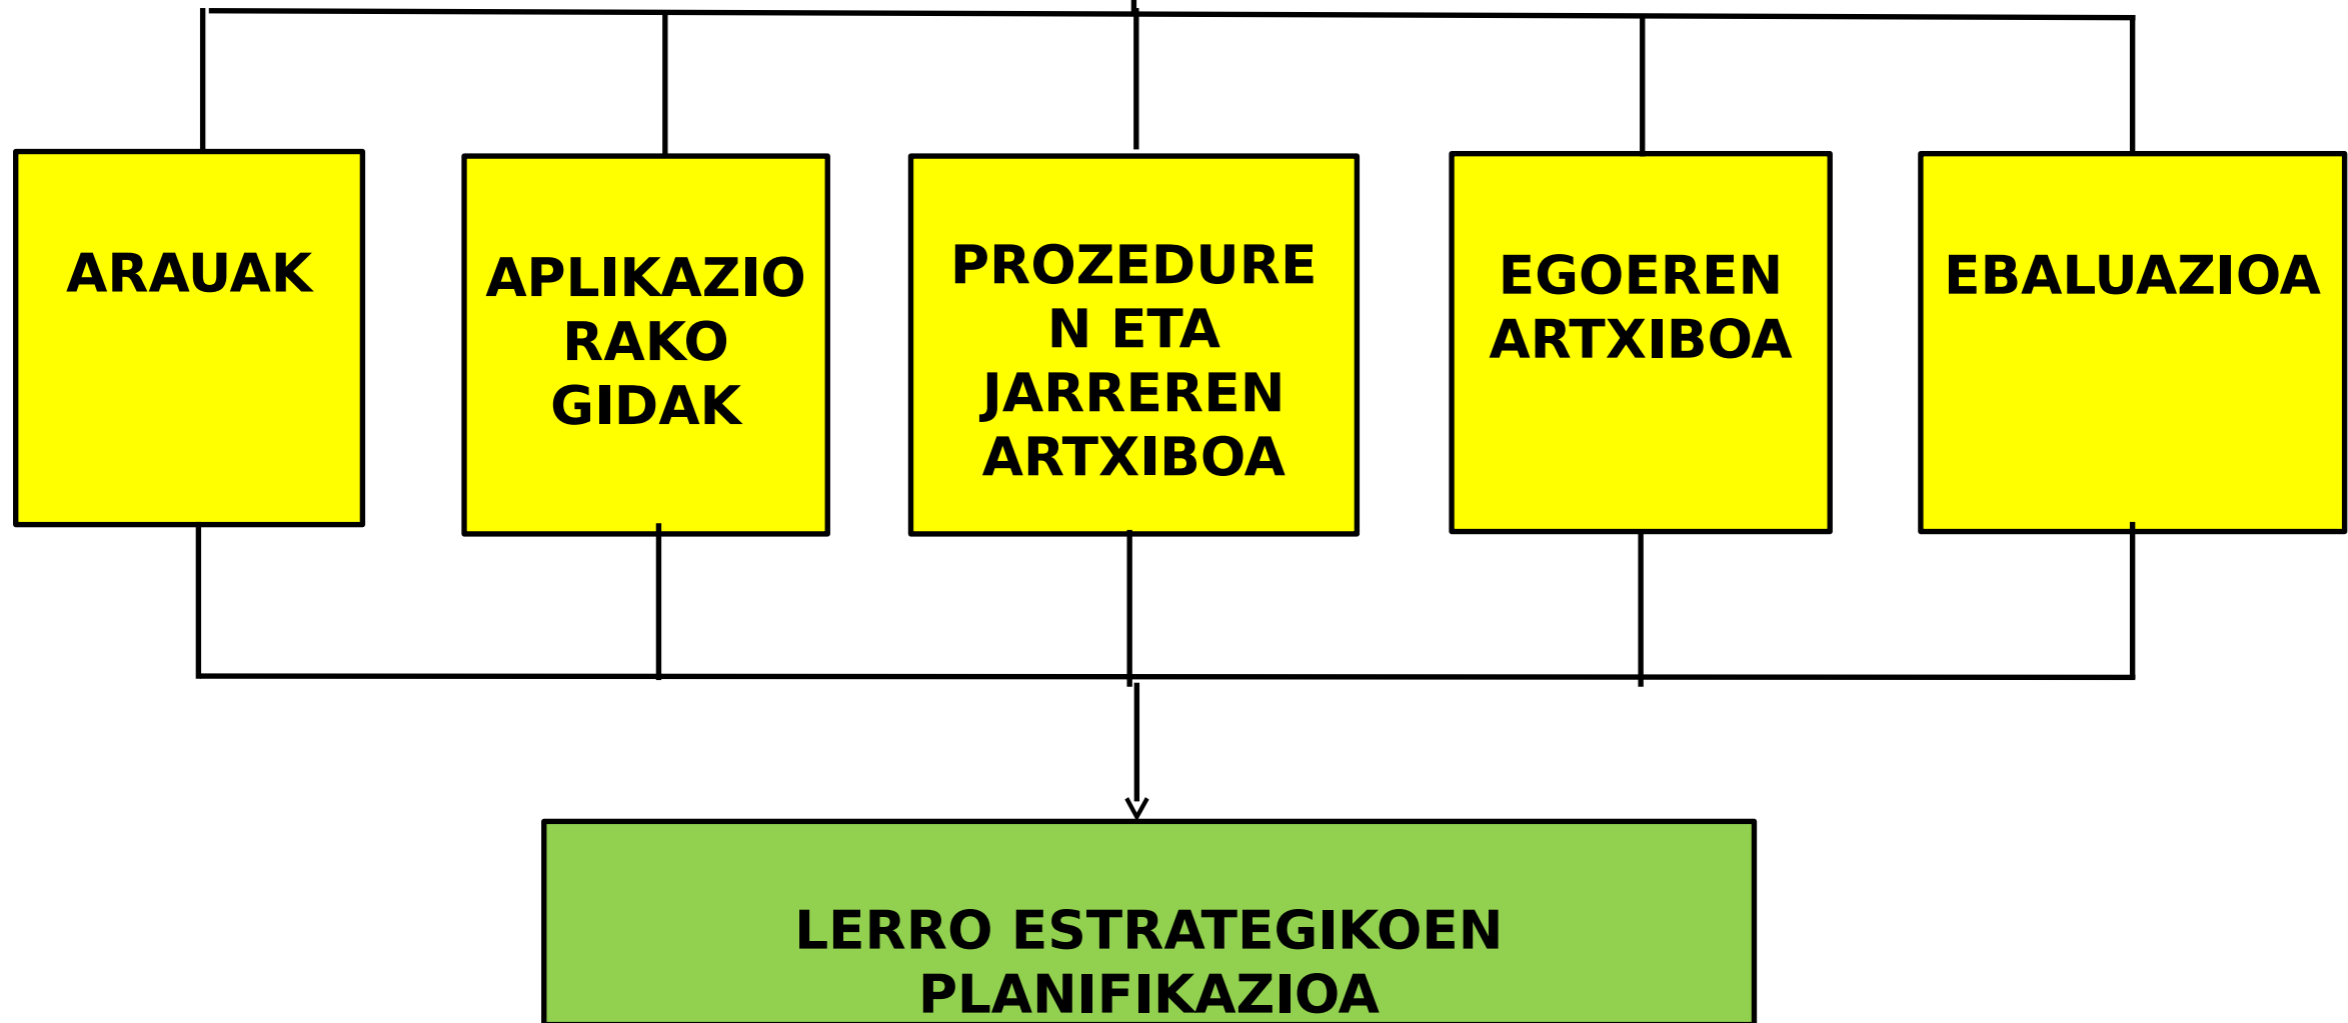 ARAUAK
APLIKAZIO
RAKO
GIDAK
PROZEDURE
N ETA
JARREREN
ARTXIBOA
EGOEREN
ARTXIBOA
EBALUAZIOA
LERRO ESTRATEGIKOEN
PLANIFIKAZIOA